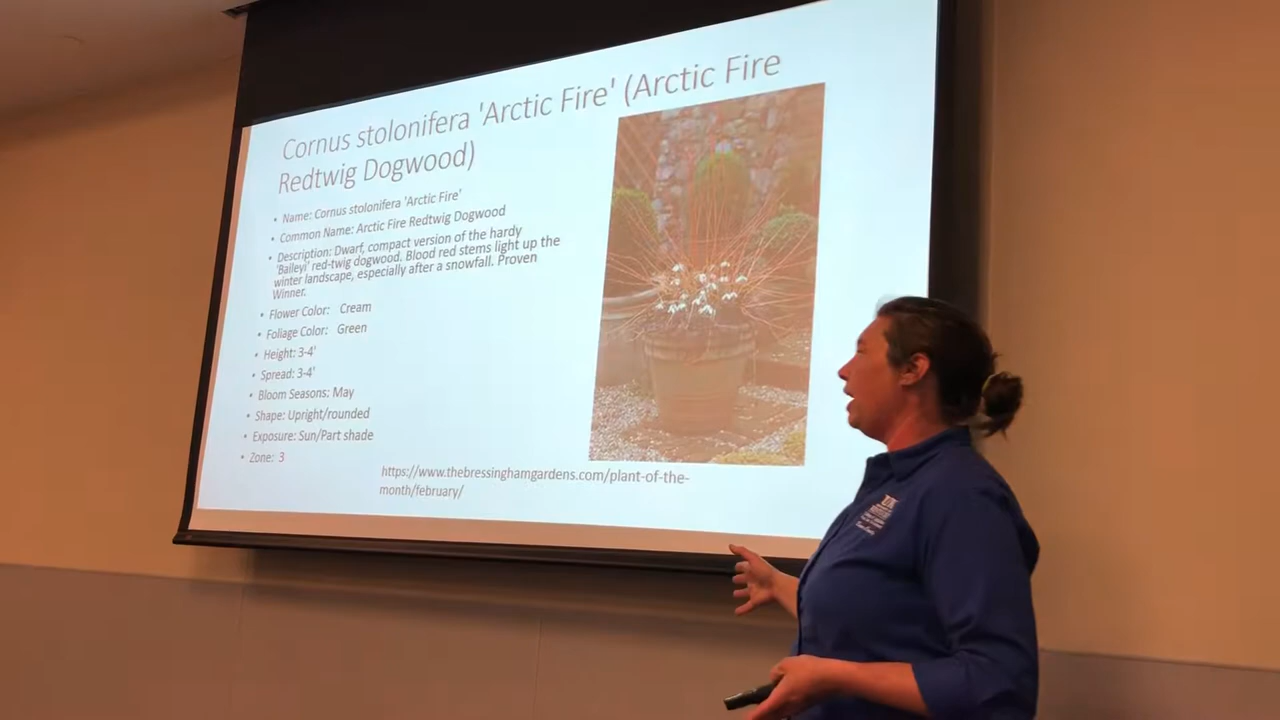 Cornus stolonifera 'Arctic Fire' (Arctic Fire
Redtwig Dogwood)
• Name: Cornus stolonifera 'Arctic Fire'
• Common Name: Arctic Fire Redtwig Dogwood
• Description: Dwarf, compact version of the hardy
'Baileyi' red-twig dogwood. Blood red stems light up the
winter landscape, especially after a snowfall. Proven
Winner.
• Flower Color: Cream
• Foliage Color: Green
• Height: 3-4'
• Spread: 3-4'
• Bloom Seasons: May
• Shape: Upright/rounded
• Exposure: Sun/Part shade
• Zone: 3
https://www.thebressinghamgardens.com/plant-of-the-
month/february/